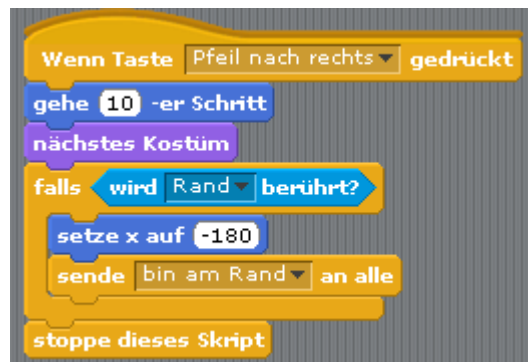 Wenn Taste Pfeil nach rechts gedrückt
gehe 10 -er Schritt
nächstes Kostüm
falls wird Rand berührt?
setze x auf -180
sende bin am Rand an alle
stoppe dieses Skript